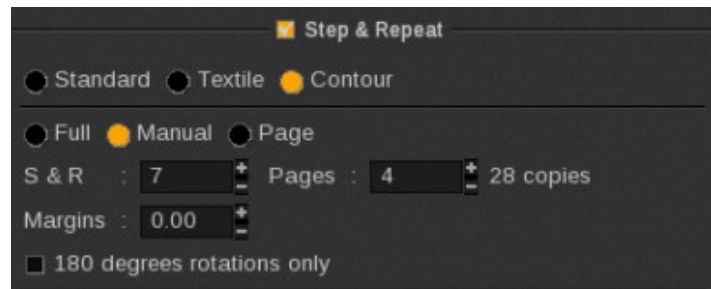 Step & Repeat
Standard Textile Contour
Full Manual Page
S & R : 7 Pages : 4 28 copies
Margins : 0.00
180 degrees rotations only